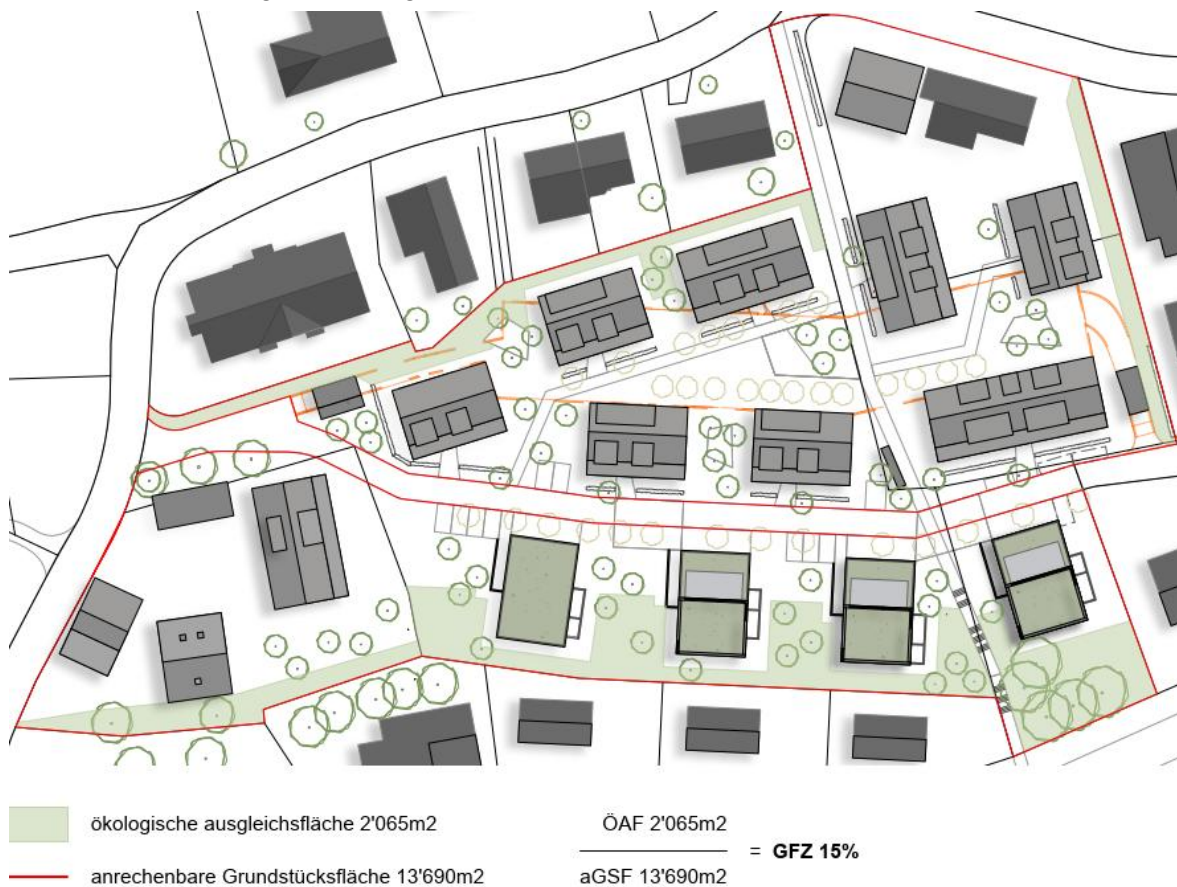 ökologische ausgleichsfläche 2'065m2
anrechenbare Grundstücksfläche 13'690m2
ÖAF 2'065m2
aGSF 13'690m2
= GFZ 15%